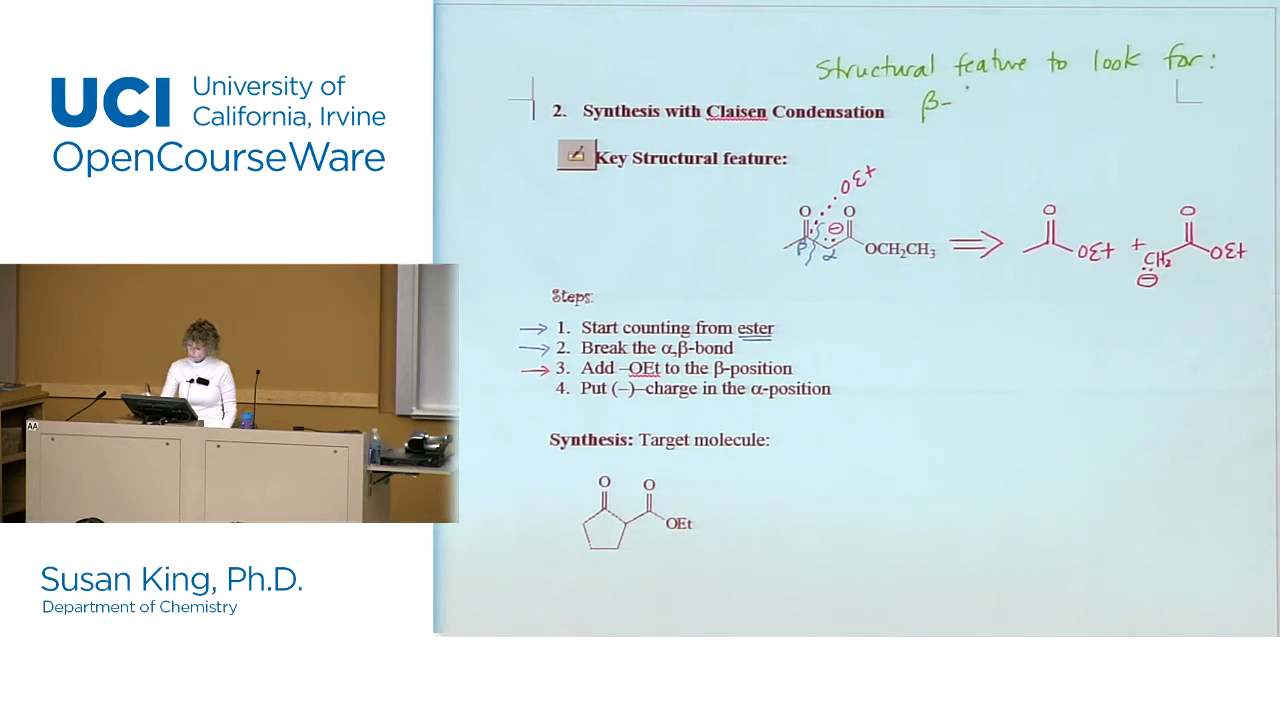 UCI University of California, Irvine
OpenCourseWare
Structural feature to look for:
β-
2. Synthesis with Claisen Condensation
Key Structural feature:
OEt
O O O O
⊖
β α OCH₂CH₃ OEt + CH₂ OEt
⊖
Steps:
1. Start counting from ester
2. Break the α,β-bond
3. Add –OEt to the β-position
4. Put (–)–charge in the α-position
Synthesis: Target molecule:
O O
OEt
AA
Susan King, Ph.D.
Department of Chemistry